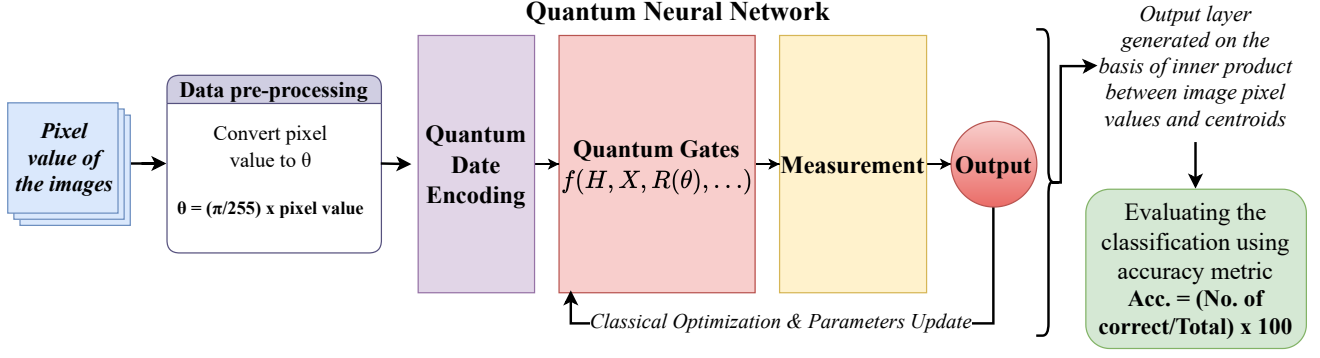 Quantum Neural Network
Pixel
value of
the images
Data pre-processing
Convert pixel
value to θ
θ = (π/255) x pixel value
Quantum
Date
Encoding
Quantum Gates
f(H, X, R(θ), . . .)
Measurement
Output
Classical Optimization & Parameters Update
Output layer
generated on the
basis of inner product
between image pixel
values and centroids
Evaluating the
classification using
accuracy metric
Acc. = (No. of
correct/Total) x 100